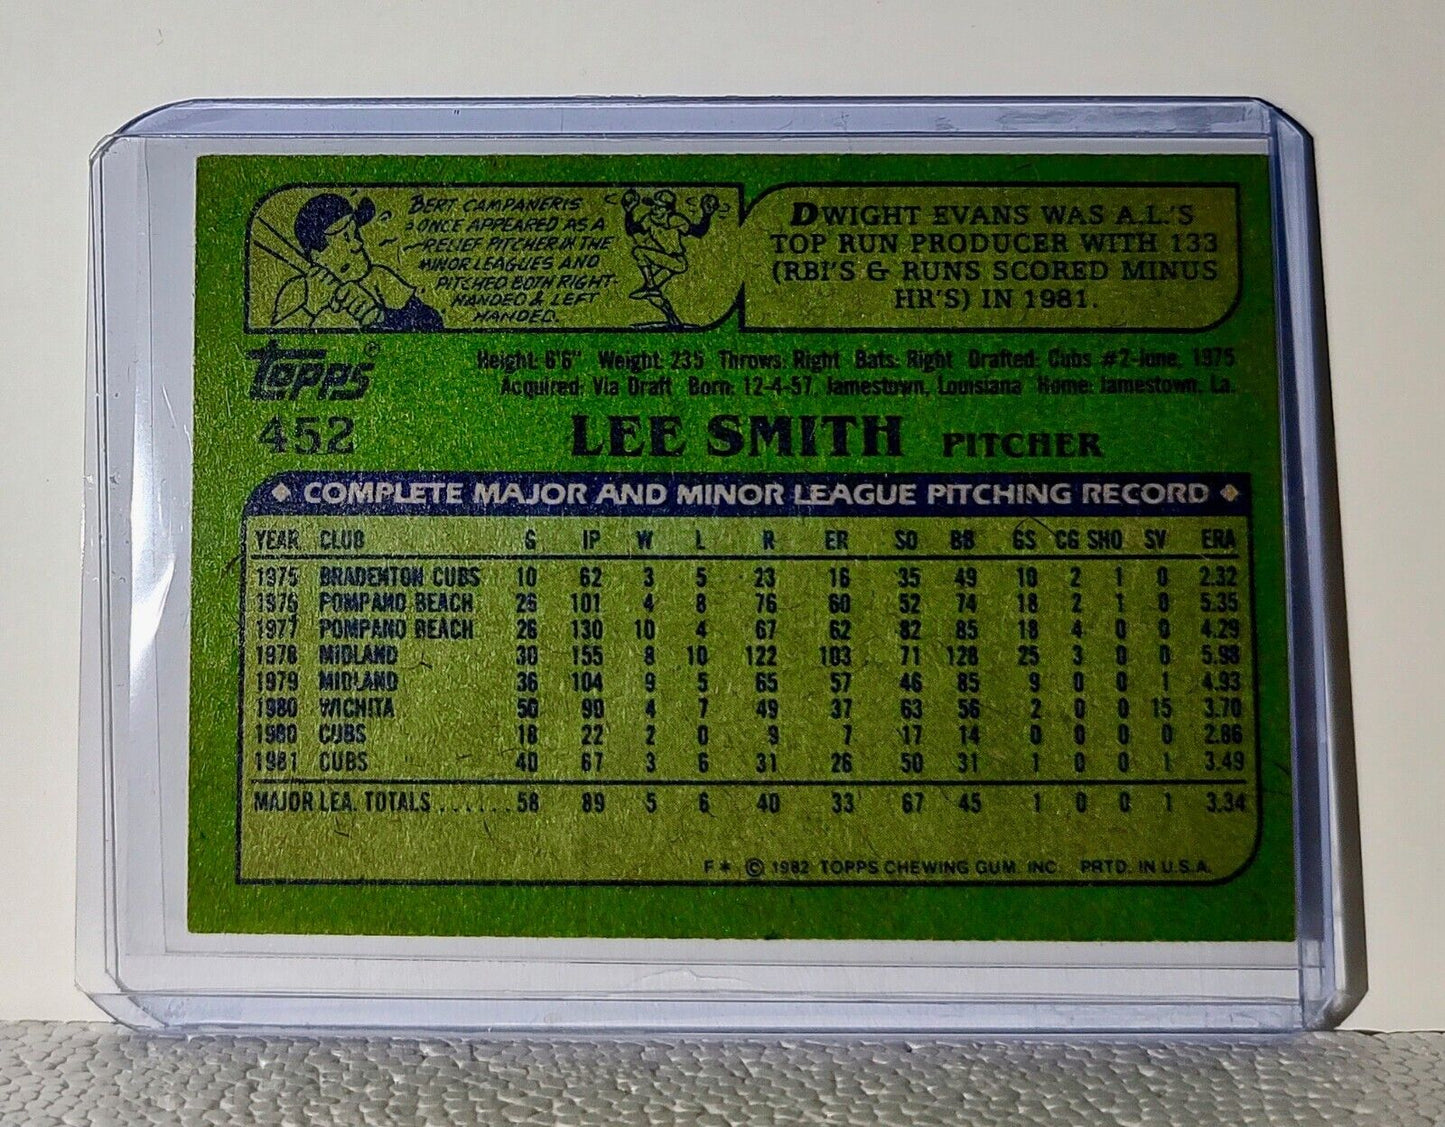 BERT CAMPANERIS
ONCE APPEARED AS A
RELIEF PITCHER IN THE
MINOR LEAGUES AND
PITCHED BOTH RIGHT-
HANDED & LEFT
HANDED.
DWIGHT EVANS WAS A.L.'S
TOP RUN PRODUCER WITH 133
(RBI'S & RUNS SCORED MINUS
HR'S) IN 1981.
TOPPS
452
Height: 6'6" Weight: 235 Throws: Right Bats: Right Drafted: Cubs #2-June, 1975
Acquired: Via Draft Born: 12-4-57, Jamestown, Louisiana Home: Jamestown, La.
LEE SMITH PITCHER
COMPLETE MAJOR AND MINOR LEAGUE PITCHING RECORD
YEAR CLUB G IP W L R ER SO BB GS CG SHO SV ERA
1975 BRADENTON CUBS 10 62 3 5 23 16 35 49 10 2 1 0 2.32
1976 POMPANO BEACH 26 101 4 8 76 60 52 74 18 2 1 0 5.35
1977 POMPANO BEACH 26 130 10 4 67 62 82 85 18 4 0 0 4.29
1978 MIDLAND 30 155 8 10 122 103 71 128 25 3 0 0 5.98
1979 MIDLAND 36 104 9 5 65 57 46 85 9 0 0 1 4.93
1980 WICHITA 50 90 4 7 49 37 63 56 2 0 0 15 3.70
1980 CUBS 18 22 2 0 9 7 17 14 0 0 0 0 2.86
1981 CUBS 40 67 3 6 31 26 50 31 1 0 0 1 3.49
MAJOR LEA. TOTALS ...... 58 89 5 6 40 33 67 45 1 0 0 1 3.34
F* © 1982 TOPPS CHEWING GUM, INC. PRTD. IN U.S.A.